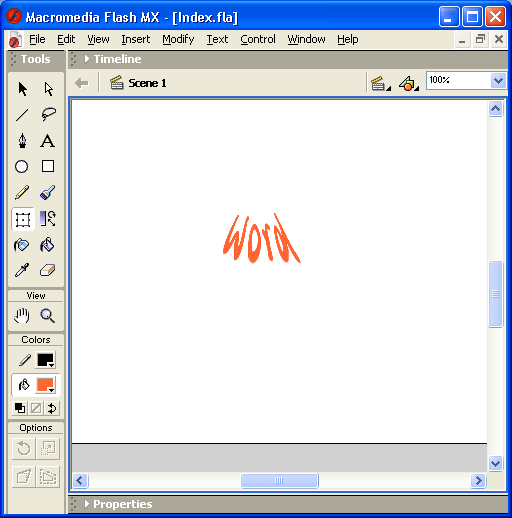 Macromedia Flash MX - [Index.fla]
File Edit View Insert Modify Text Control Window Help
Tools
Timeline
Scene 1
100%
A
Word
View
Colors
Options
Properties